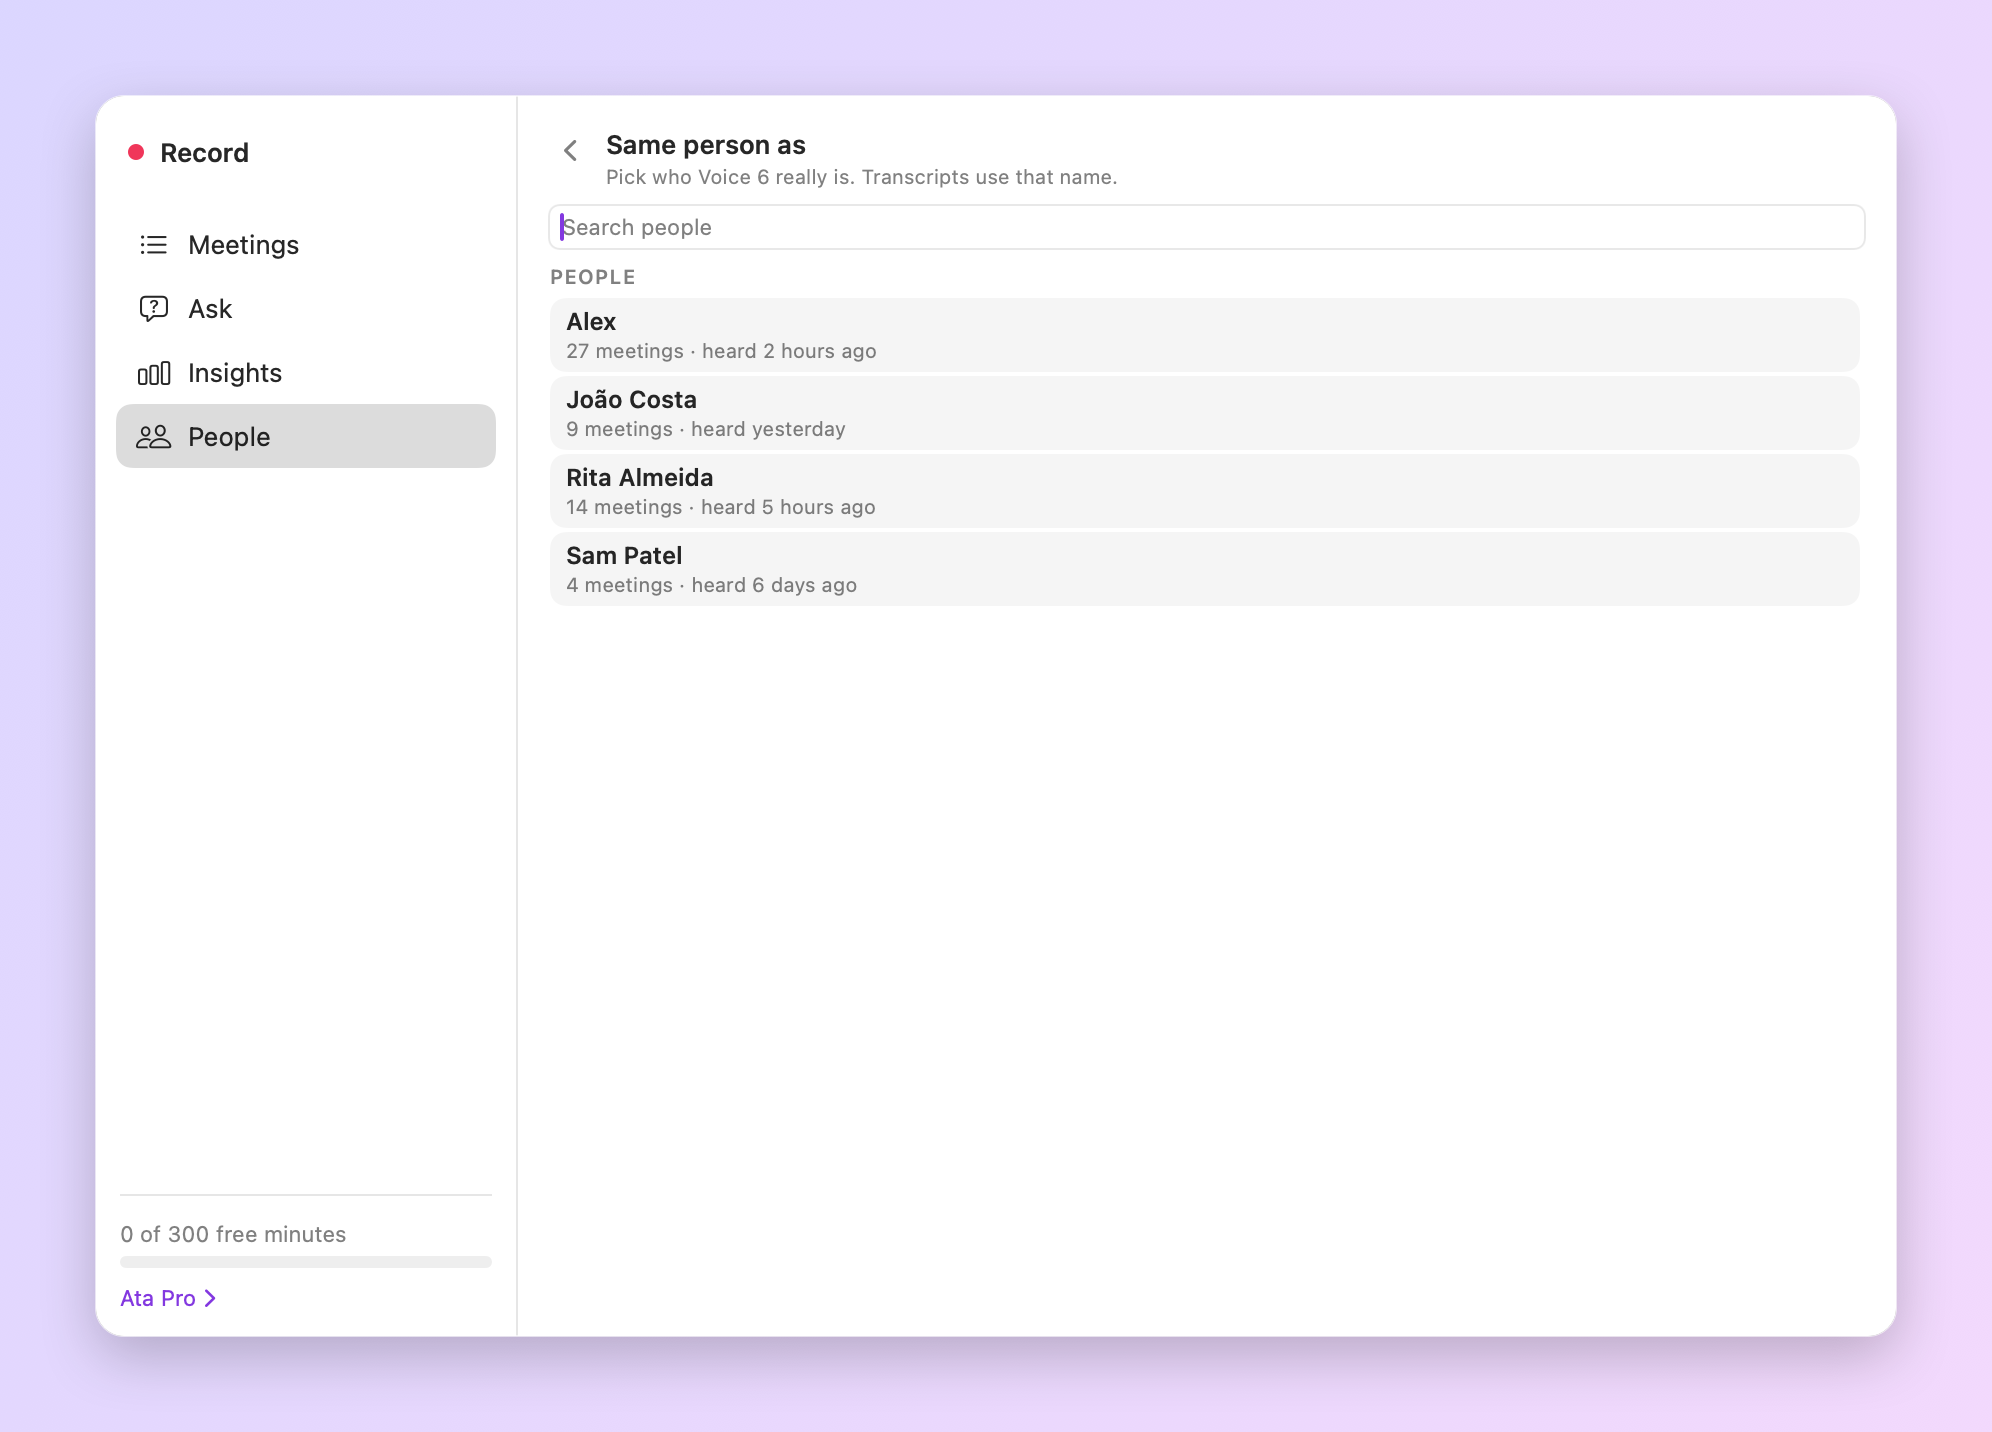 Record
Meetings
Ask
Insights
People
0 of 300 free minutes
Ata Pro
Same person as
Pick who Voice 6 really is. Transcripts use that name.
Search people
PEOPLE
Alex
27 meetings · heard 2 hours ago
João Costa
9 meetings · heard yesterday
Rita Almeida
14 meetings · heard 5 hours ago
Sam Patel
4 meetings · heard 6 days ago